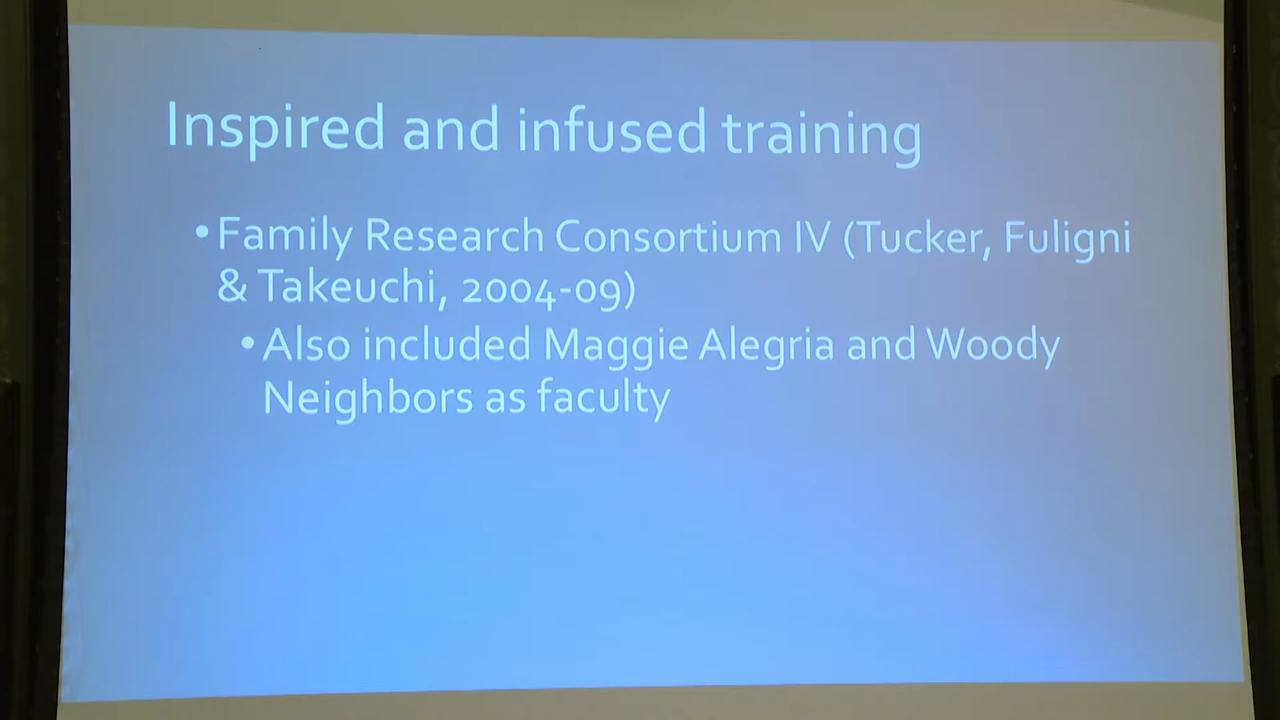 Inspired and infused training
•Family Research Consortium IV (Tucker, Fuligni
& Takeuchi, 2004-09)
•Also included Maggie Alegria and Woody
Neighbors as faculty